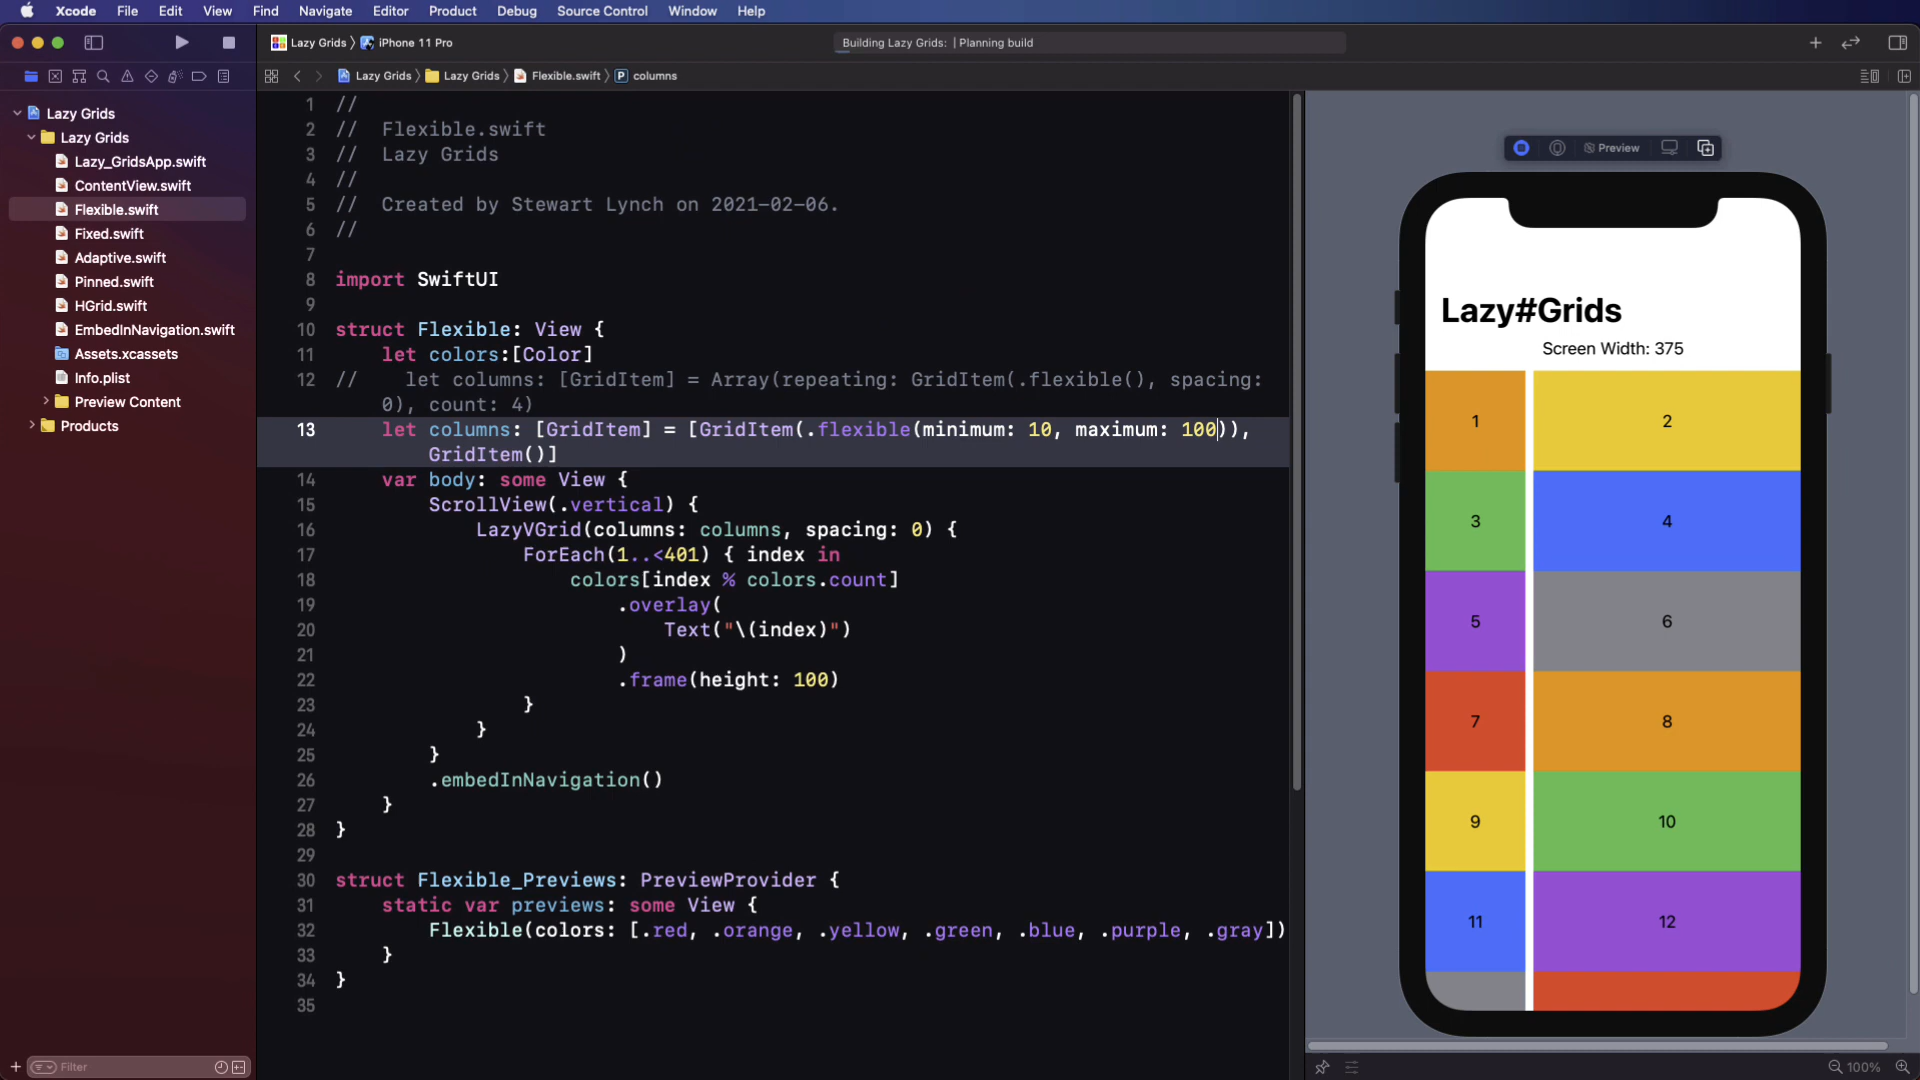 Xcode File Edit View Find Navigate Editor Product Debug Source Control Window Help
Lazy Grids iPhone 11 Pro
Building Lazy Grids: | Planning build
Lazy Grids Lazy Grids Flexible.swift P columns
Lazy Grids
Lazy Grids
Lazy_GridsApp.swift
ContentView.swift
Flexible.swift
Fixed.swift
Adaptive.swift
Pinned.swift
HGrid.swift
EmbedInNavigation.swift
Assets.xcassets
Info.plist
Preview Content
Products
Filter
1 //
2 //  Flexible.swift
3 //  Lazy Grids
4 //
5 //  Created by Stewart Lynch on 2021-02-06.
6 //
7
8 import SwiftUI
9
10 struct Flexible: View {
11     let colors:[Color]
12 //    let columns: [GridItem] = Array(repeating: GridItem(.flexible(), spacing:
0), count: 4)
13     let columns: [GridItem] = [GridItem(.flexible(minimum: 10, maximum: 100)),
GridItem()]
14     var body: some View {
15         ScrollView(.vertical) {
16             LazyVGrid(columns: columns, spacing: 0) {
17                 ForEach(1..<401) { index in
18                     colors[index % colors.count]
19                         .overlay(
20                             Text("\(index)")
21                         )
22                         .frame(height: 100)
23                 }
24             }
25         }
26         .embedInNavigation()
27     }
28 }
29
30 struct Flexible_Previews: PreviewProvider {
31     static var previews: some View {
32         Flexible(colors: [.red, .orange, .yellow, .green, .blue, .purple, .gray])
33     }
34 }
35
Preview
Lazy#Grids
Screen Width: 375
1 2
3 4
5 6
7 8
9 10
11 12
100%